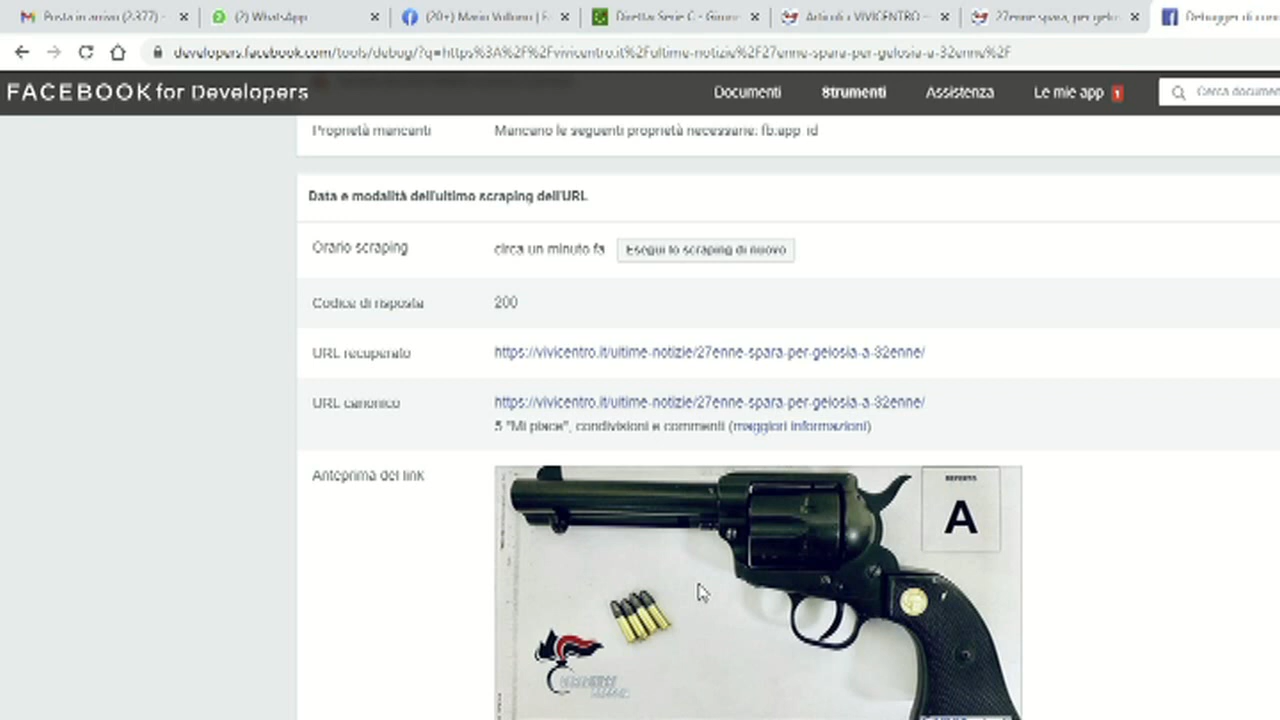 Posta in arrivo (2.377) -
(2) WhatsApp
(20+) Mario Vollono | F
Diretta Serie C - Girone
Articoli ‹ VIVICENTRO —
27enne spara, per gelo
Debugger di con
developers.facebook.com/tools/debug/?q=https%3A%2F%2Fvivicentro.it%2Fultime-notizie%2F27enne-spara-per-gelosia-a-32enne%2F
FACEBOOK for Developers
Documenti
Strumenti
Assistenza
Le mie app 1
Cerca documen
Proprietà mancanti
Mancano le seguenti proprietà necessarie: fb:app_id
Data e modalità dell'ultimo scraping dell'URL
Orario scraping
circa un minuto fa
Esegui lo scraping di nuovo
Codice di risposta
200
URL recuperato
https://vivicentro.it/ultime-notizie/27enne-spara-per-gelosia-a-32enne/
URL canonico
https://vivicentro.it/ultime-notizie/27enne-spara-per-gelosia-a-32enne/
5 "Mi piace", condivisioni e commenti (maggiori informazioni)
Anteprima del link
REPERTO
A